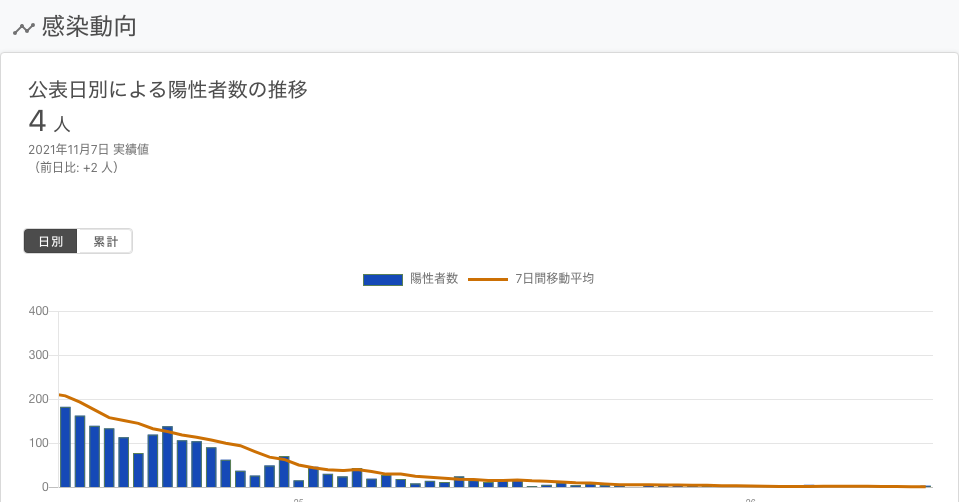 感染動向
公表日別による陽性者数の推移
4 人
2021年11月7日 実績値
（前日比: +2 人）
日別 累計
陽性者数 7日間移動平均
400
300
200
100
0